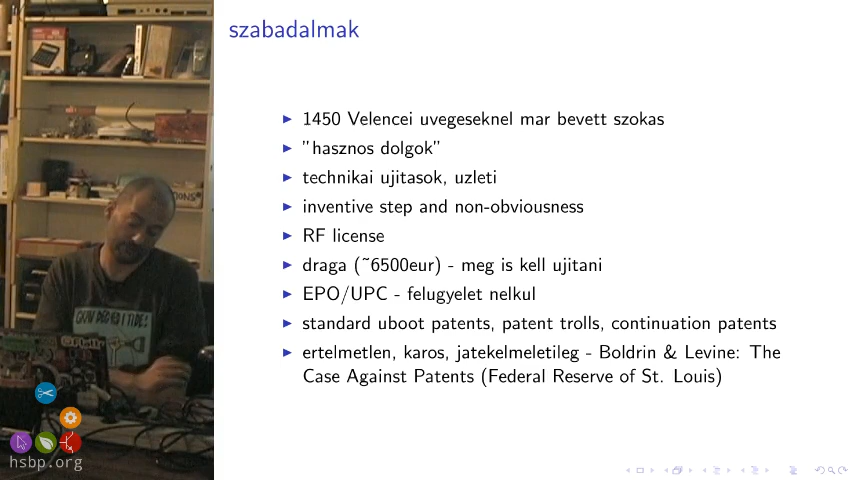 szabadalmak
1450 Velencei uvegeseknel mar bevett szokas
"hasznos dolgok"
technikai ujitasok, uzleti
inventive step and non-obviousness
RF license
draga (~6500eur) - meg is kell ujitani
EPO/UPC - felugyelet nelkul
standard uboot patents, patent trolls, continuation patents
ertelmetlen, karos, jatekelmeletileg - Boldrin & Levine: The
Case Against Patents (Federal Reserve of St. Louis)
hsbp.org